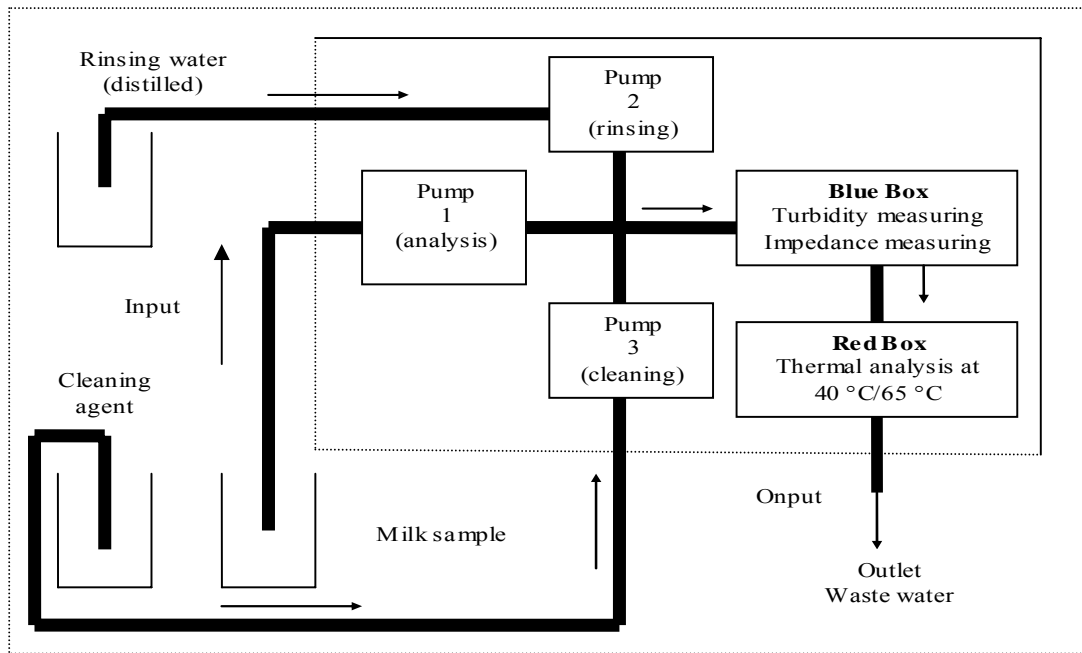 Rinsing water
(distilled)
Pump
2
(rinsing)
Pump
1
(analysis)
Blue Box
Turbidity measuring
Impedance measuring
Input
Pump
3
(cleaning)
Red Box
Thermal analysis at
40 °C/65 °C
Cleaning
agent
Milk sample
Onput
Outlet
Waste water